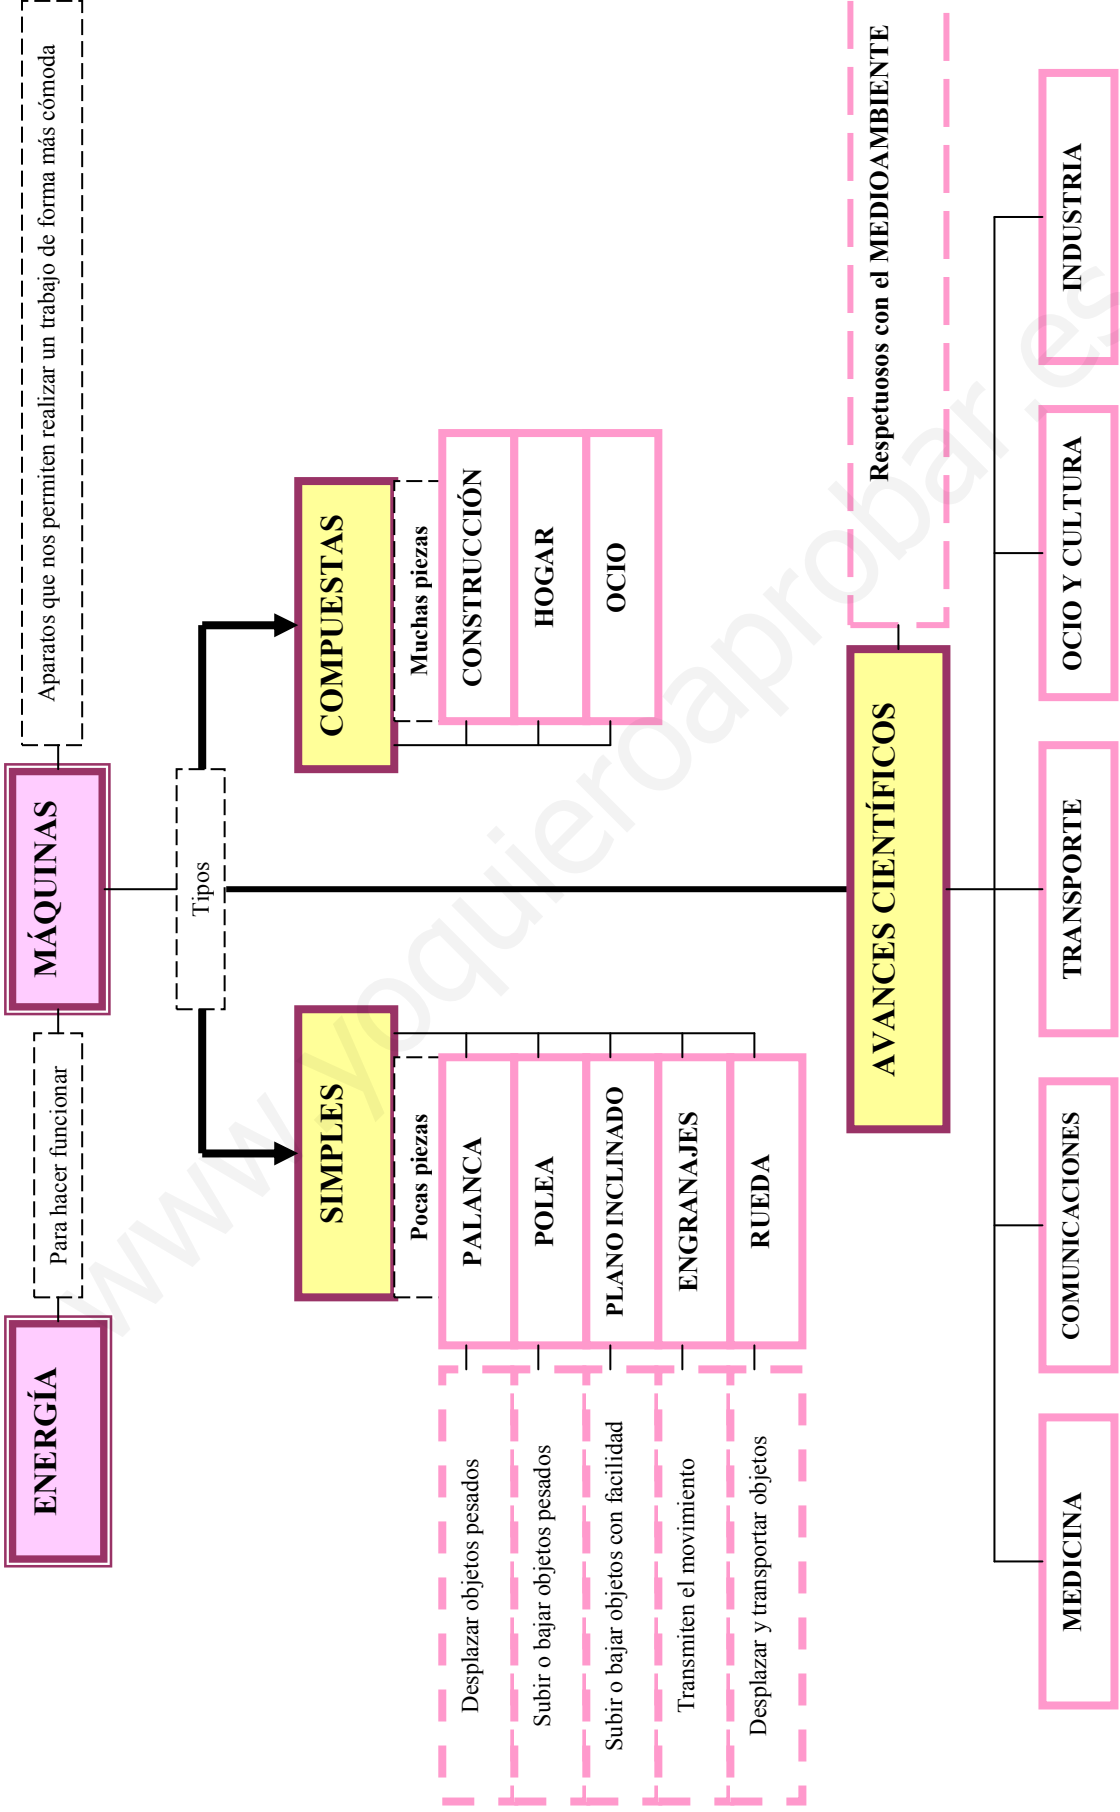 ENERGÍA
Para hacer funcionar
MÁQUINAS
Aparatos que nos permiten realizar un trabajo de forma más cómoda
Tipos
SIMPLES
Pocas piezas
COMPUESTAS
Muchas piezas
Desplazar objetos pesados
PALANCA
Subir o bajar objetos pesados
POLEA
Subir o bajar objetos con facilidad
PLANO INCLINADO
Transmiten el movimiento
ENGRANAJES
Desplazar y transportar objetos
RUEDA
CONSTRUCCIÓN
HOGAR
OCIO
AVANCES CIENTÍFICOS
Respetuosos con el MEDIOAMBIENTE
MEDICINA
COMUNICACIONES
TRANSPORTE
OCIO Y CULTURA
INDUSTRIA
www.yoquieroaprobar.es